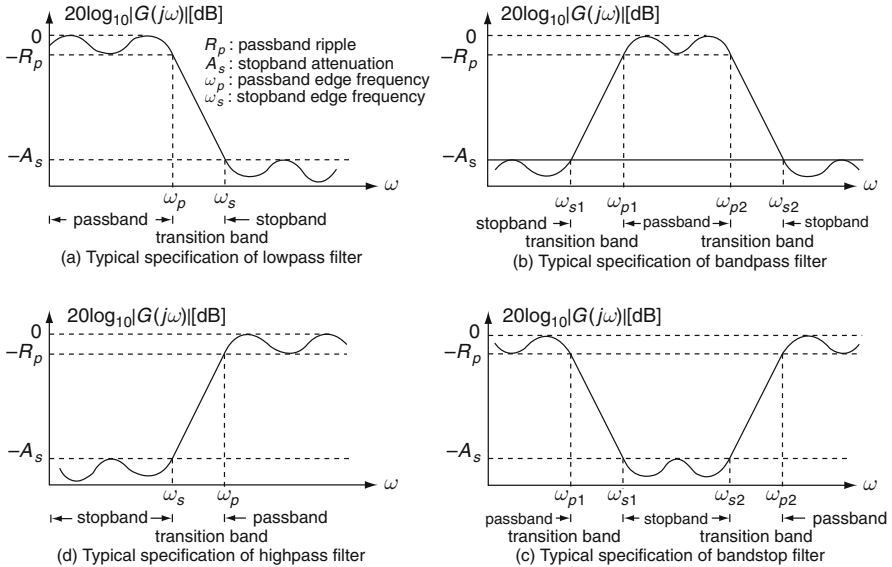 20log₁₀|G(jω)|[dB]
0
−Rₚ
−Aₛ
Rₚ : passband ripple
Aₛ : stopband attenuation
ωₚ : passband edge frequency
ωₛ : stopband edge frequency
ωₚ ωₛ ω
passband stopband
transition band
(a) Typical specification of lowpass filter
20log₁₀|G(jω)|[dB]
0
−Rₚ
−Aₛ
ωₛ₁ ωₚ₁ ωₚ₂ ωₛ₂ ω
stopband passband stopband
transition band transition band
(b) Typical specification of bandpass filter
20log₁₀|G(jω)|[dB]
0
−Rₚ
−Aₛ
ωₛ ωₚ ω
stopband passband
transition band
(d) Typical specification of highpass filter
20log₁₀|G(jω)|[dB]
0
−Rₚ
−Aₛ
ωₚ₁ ωₛ₁ ωₛ₂ ωₚ₂ ω
passband stopband passband
transition band transition band
(c) Typical specification of bandstop filter